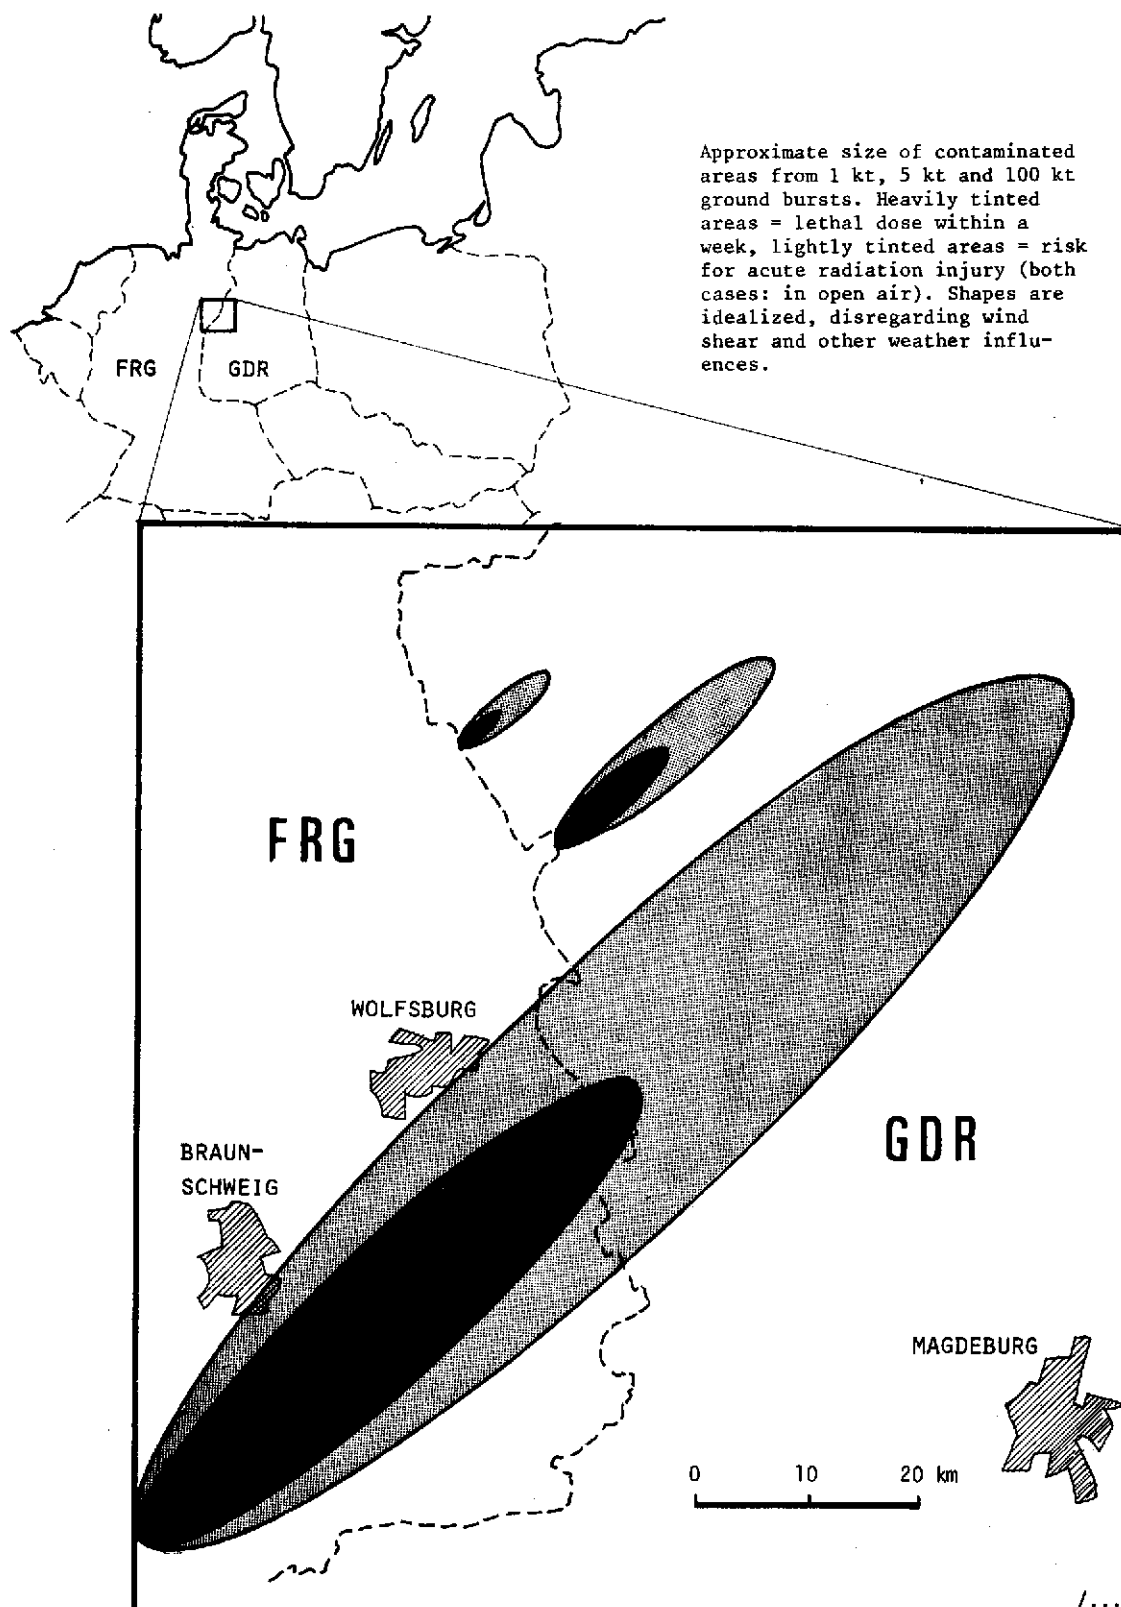 Approximate size of contaminated
areas from 1 kt, 5 kt and 100 kt
ground bursts. Heavily tinted
areas = lethal dose within a
week, lightly tinted areas = risk
for acute radiation injury (both
cases: in open air). Shapes are
idealized, disregarding wind
shear and other weather influ-
ences.
FRG
GDR
FRG
WOLFSBURG
BRAUN-
SCHWEIG
GDR
MAGDEBURG
0 10 20 km
/...